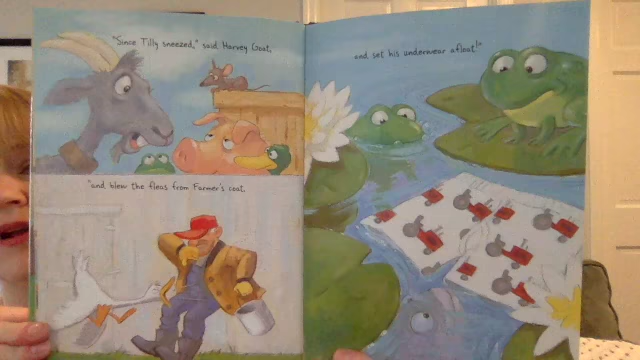 "Since Tilly sneezed," said Harvey Goat,
"and blew the fleas from Farmer's coat,
and set his underwear afloat!"